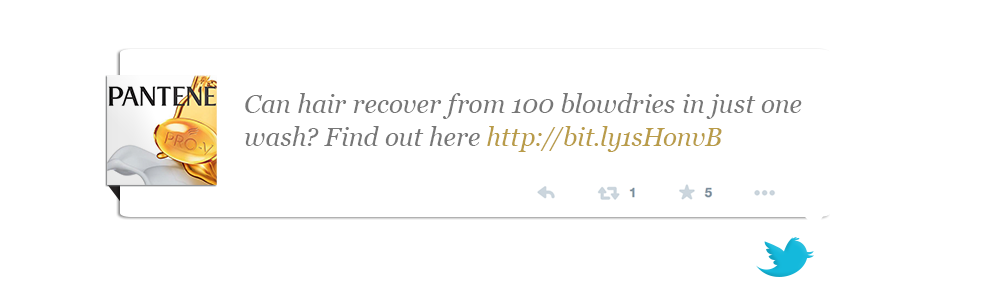 PANTENE
PRO-V
Can hair recover from 100 blowdries in just one
wash? Find out here http://bit.ly1sHonvB
1
5